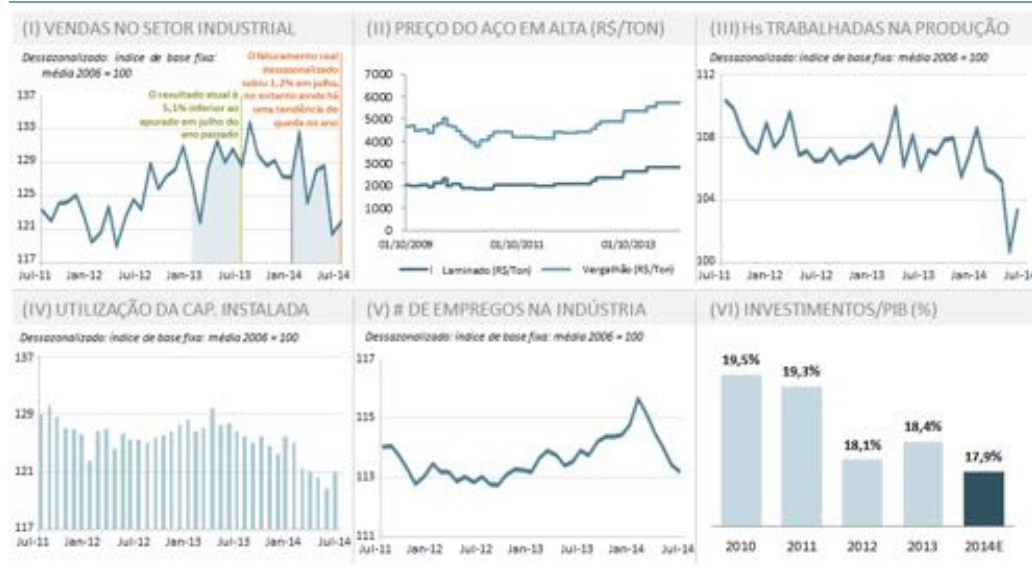 (I) VENDAS NO SETOR INDUSTRIAL
Dessazonalizado: índice de base fixa:
média 2006 = 100
O faturamento real
dessazonalizado
subiu 1,2% em julho,
no entanto ainda há
uma tendência de
queda no ano
O resultado atual é
5,1% inferior ao
apurado em julho do
ano passado
137
133
129
125
121
117
Jul-11 Jan-12 Jul-12 Jan-13 Jul-13 Jan-14 Jul-14
(II) PREÇO DO AÇO EM ALTA (R$/TON)
7000
6000
5000
4000
3000
2000
1000
0
01/10/2009 01/10/2011 01/10/2013
Laminado (R$/Ton) Vergalhão (R$/Ton)
(III) Hs TRABALHADAS NA PRODUÇÃO
Dessazonalizado: índice de base fixa: média 2006 = 100
112
108
104
100
Jul-11 Jan-12 Jul-12 Jan-13 Jul-13 Jan-14 Jul-14
(IV) UTILIZAÇÃO DA CAP. INSTALADA
Dessazonalizado: índice de base fixa: média 2006 = 100
137
129
121
117
Jul-11 Jan-12 Jul-12 Jan-13 Jul-13 Jan-14 Jul-14
(V) # DE EMPREGOS NA INDÚSTRIA
Dessazonalizado: índice de base fixa: média 2006 = 100
117
115
113
111
Jul-11 Jan-12 Jul-12 Jan-13 Jul-13 Jan-14 Jul-14
(VI) INVESTIMENTOS/PIB (%)
19,5%
19,3%
18,1%
18,4%
17,9%
2010 2011 2012 2013 2014E